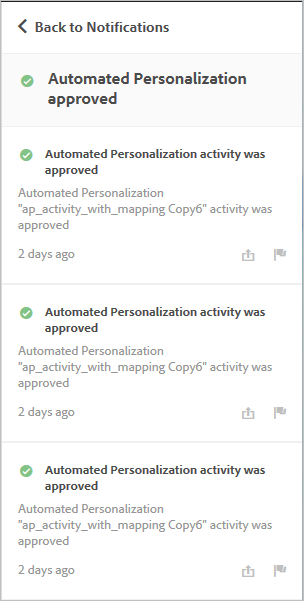 Back to Notifications
Automated Personalization
approved
Automated Personalization activity was
approved
Automated Personalization
"ap_activity_with_mapping Copy6" activity was
approved
2 days ago
Automated Personalization activity was
approved
Automated Personalization
"ap_activity_with_mapping Copy6" activity was
approved
2 days ago
Automated Personalization activity was
approved
Automated Personalization
"ap_activity_with_mapping Copy6" activity was
approved
2 days ago